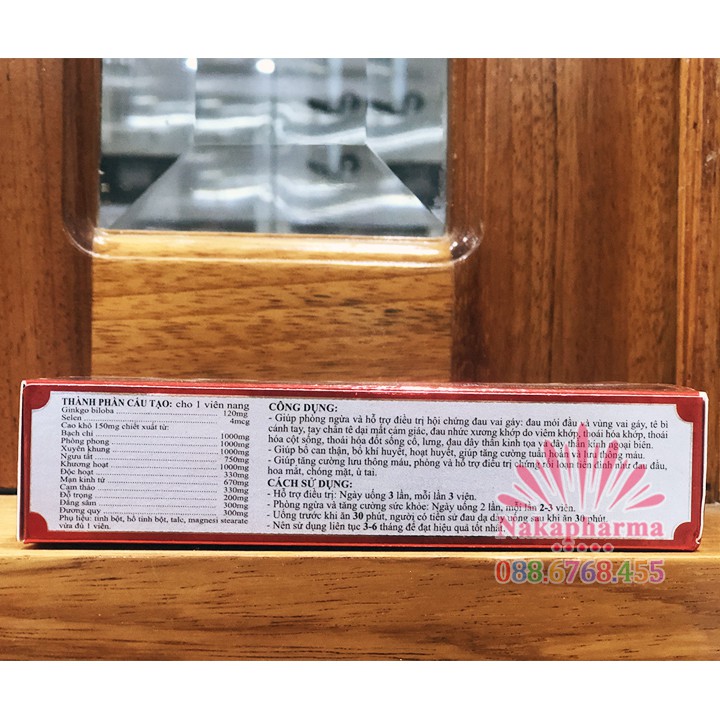 THÀNH PHẦN CẤU TẠO: cho 1 viên nang
Ginkgo biloba 120mg
Selen 4mcg
Cao khô 150mg chiết xuất từ:
Bạch chỉ 1000mg
Phòng phong 1000mg
Xuyên khung 1000mg
Ngưu tất 750mg
Khương hoạt 1000mg
Độc hoạt 330mg
Mạn kinh tử 670mg
Cam thảo 330mg
Đỗ trọng 200mg
Đảng sâm 300mg
Đương quy 300mg
Phụ liệu: tinh bột, hồ tinh bột, talc, magnesi stearate
vừa đủ 1 viên.
CÔNG DỤNG:
- Giúp phòng ngừa và hỗ trợ điều trị hội chứng đau vai gáy: đau mỏi đầu và vùng vai gáy, tê bì
cánh tay, tay chân tê dại mất cảm giác, đau nhức xương khớp do viêm khớp, thoái hóa khớp, thoái
hóa cột sống, thoái hóa đốt sống cổ, lưng, đau dây thần kinh tọa và dây thần kinh ngoại biên.
- Giúp bổ can thận, bổ khí huyết, hoạt huyết, giúp tăng cường tuần hoàn và lưu thông máu.
- Giúp tăng cường lưu thông máu, phòng và hỗ trợ điều trị chứng rối loạn tiền đình như đau đầu,
hoa mắt, chóng mặt, ù tai.
CÁCH SỬ DỤNG:
- Hỗ trợ điều trị: Ngày uống 3 lần, mỗi lần 3 viên.
- Phòng ngừa và tăng cường sức khỏe: Ngày uống 2 lần, mỗi lần 2-3 viên.
- Uống trước khi ăn 30 phút, người có tiền sử đau dạ dày uống sau khi ăn 30 phút.
- Nên sử dụng liên tục 3-6 tháng để đạt hiệu quả tốt nhất.
Nakapharma
088.6768.455